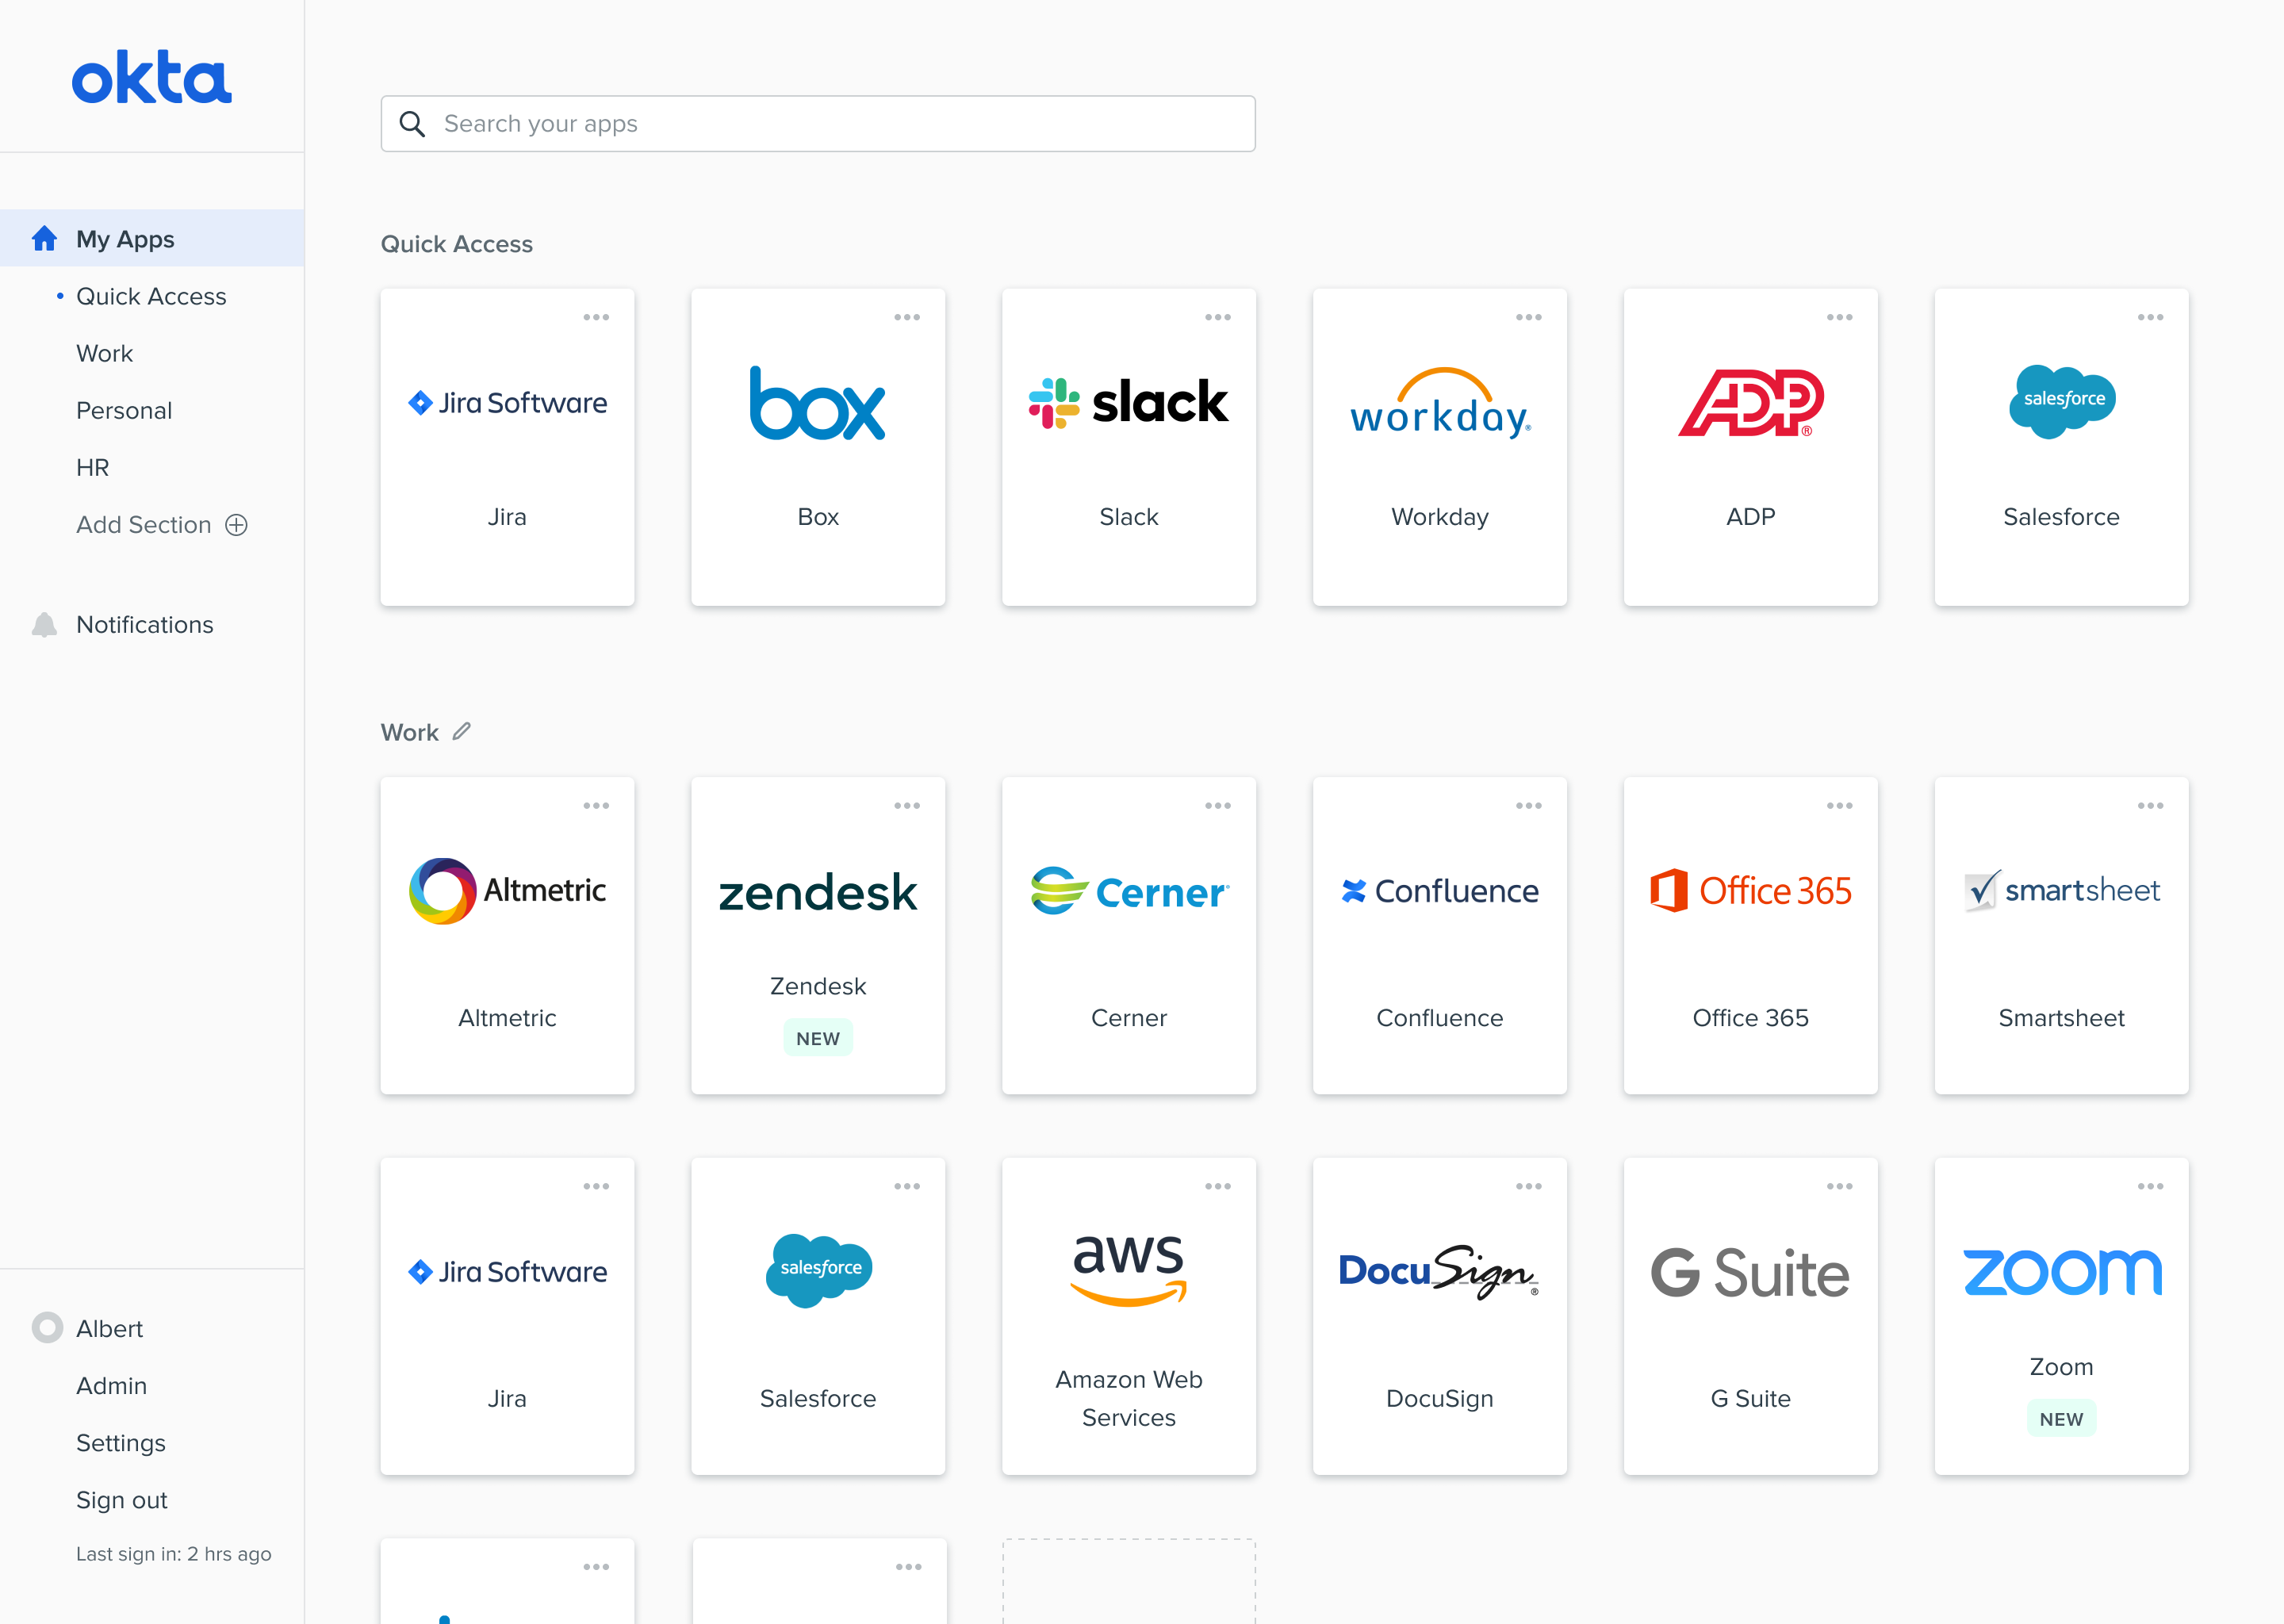 okta
Search your apps
My Apps
Quick Access
Work
Personal
HR
Add Section
Notifications
Albert
Admin
Settings
Sign out
Last sign in: 2 hrs ago
Quick Access
Jira Software
Jira
box
Box
slack
Slack
workday®
Workday
ADP®
ADP
salesforce
Salesforce
Work
Altmetric
Altmetric
zendesk
Zendesk
NEW
Cerner
Cerner
Confluence
Confluence
Office 365
Office 365
smartsheet
Smartsheet
Jira Software
Jira
salesforce
Salesforce
aws
Amazon Web
Services
DocuSign®
DocuSign
G Suite
G Suite
zoom
Zoom
NEW